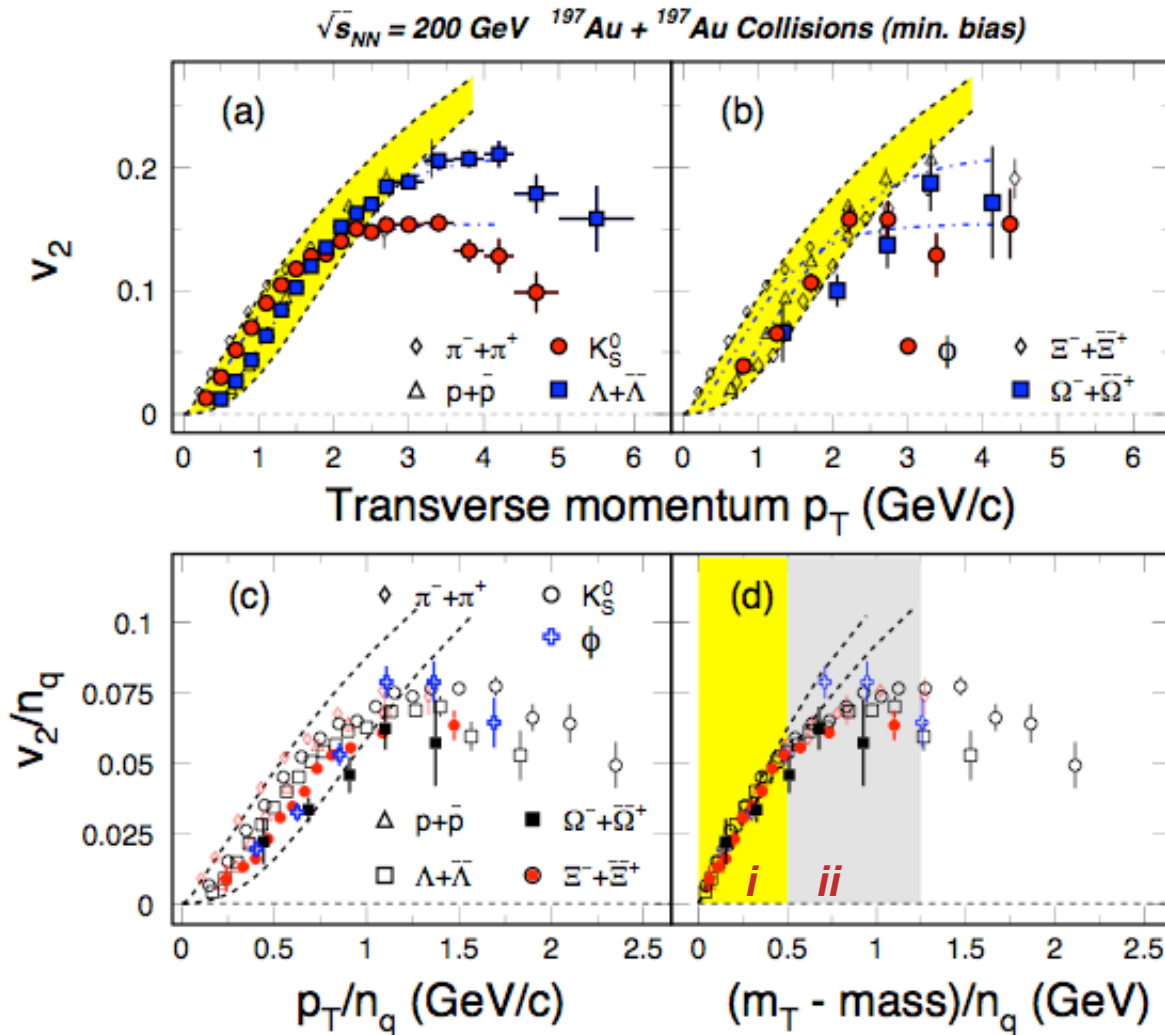 √s_NN = 200 GeV ¹⁹⁷Au + ¹⁹⁷Au Collisions (min. bias)
(a)
(b)
v₂
0.2
0.1
0
π⁻+π⁺
K⁰_S
p+p̄
Λ+Λ̄
ϕ
Ξ⁻+Ξ̄⁺
Ω⁻+Ω̄⁺
0 1 2 3 4 5 6
0 1 2 3 4 5 6
Transverse momentum p_T (GeV/c)
(c)
(d)
v₂/n_q
0.1
0.075
0.05
0.025
0
π⁻+π⁺
K⁰_S
ϕ
p+p̄
Ω⁻+Ω̄⁺
Λ+Λ̄
Ξ⁻+Ξ̄⁺
i
ii
0 0.5 1 1.5 2 2.5
0 0.5 1 1.5 2 2.5
p_T/n_q (GeV/c)
(m_T - mass)/n_q (GeV)